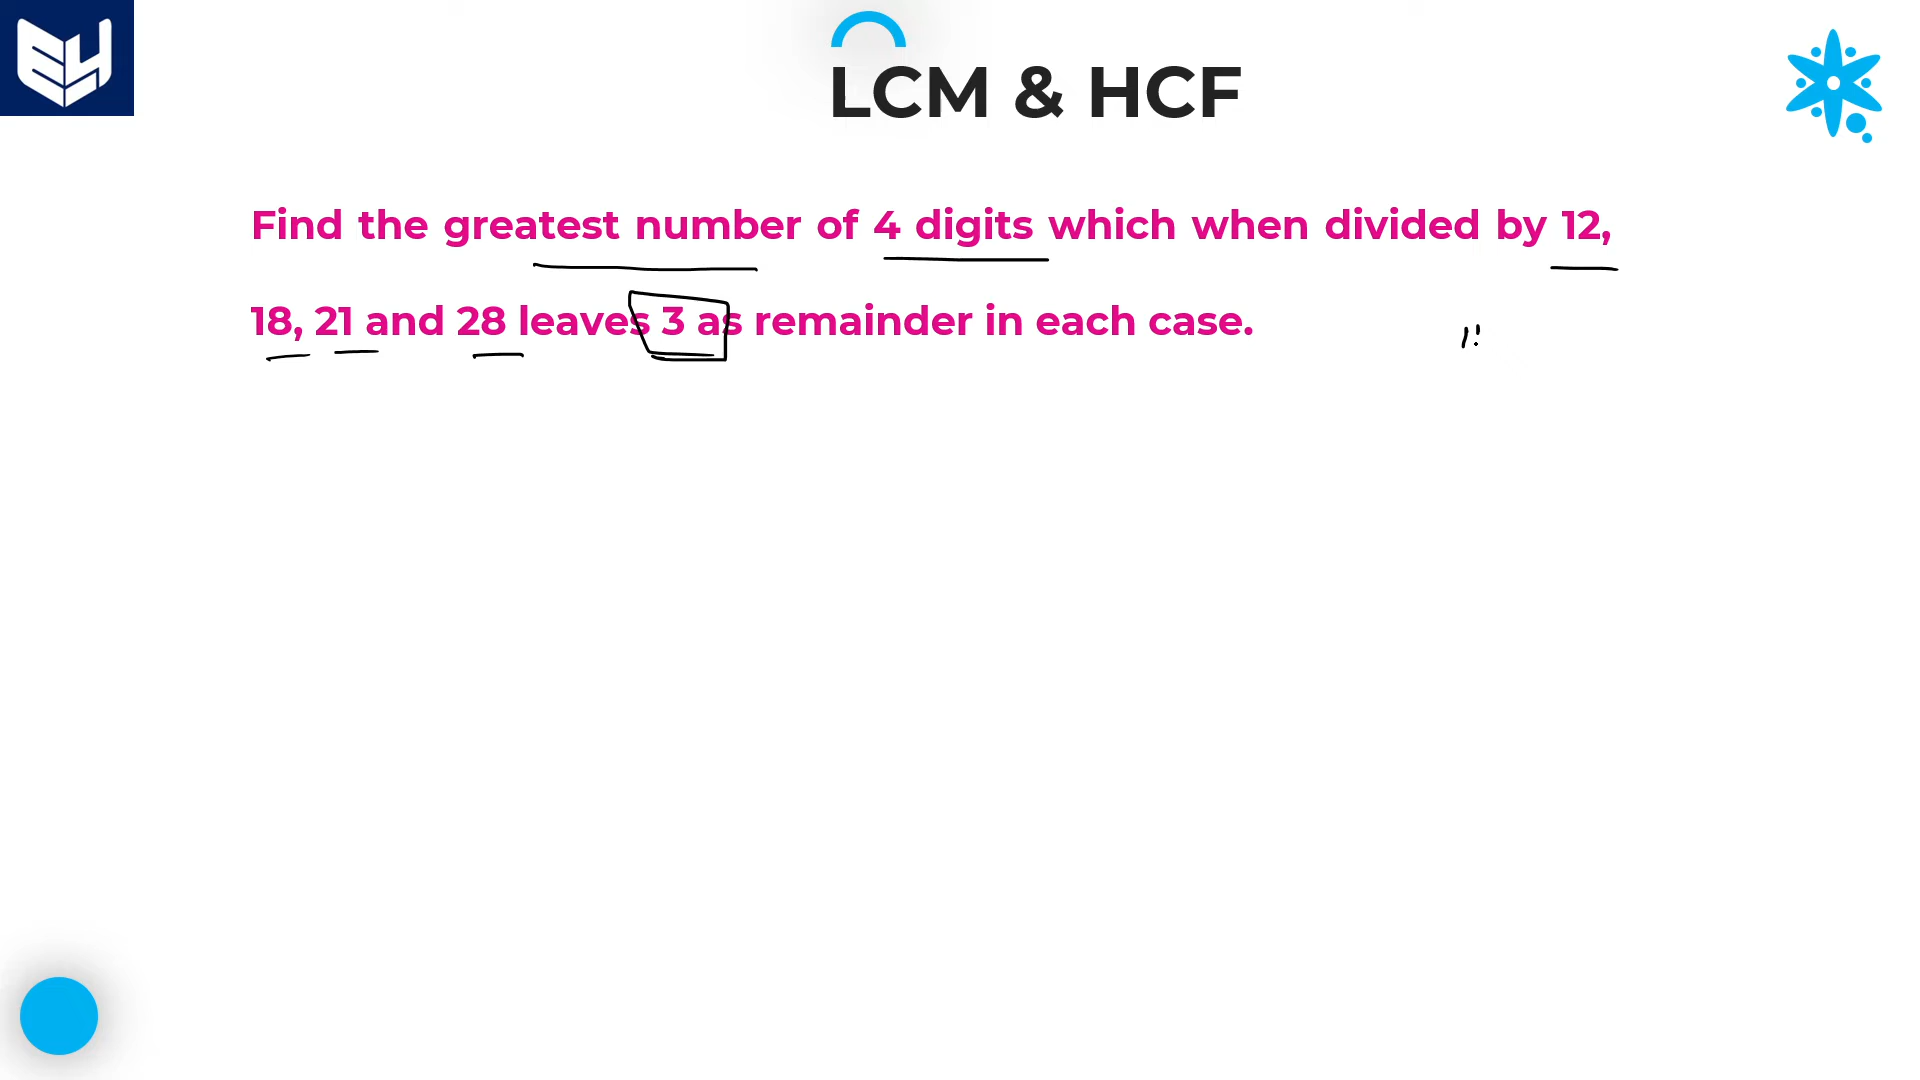 LCM & HCF
Find the greatest number of 4 digits which when divided by 12,
18, 21 and 28 leaves 3 as remainder in each case.